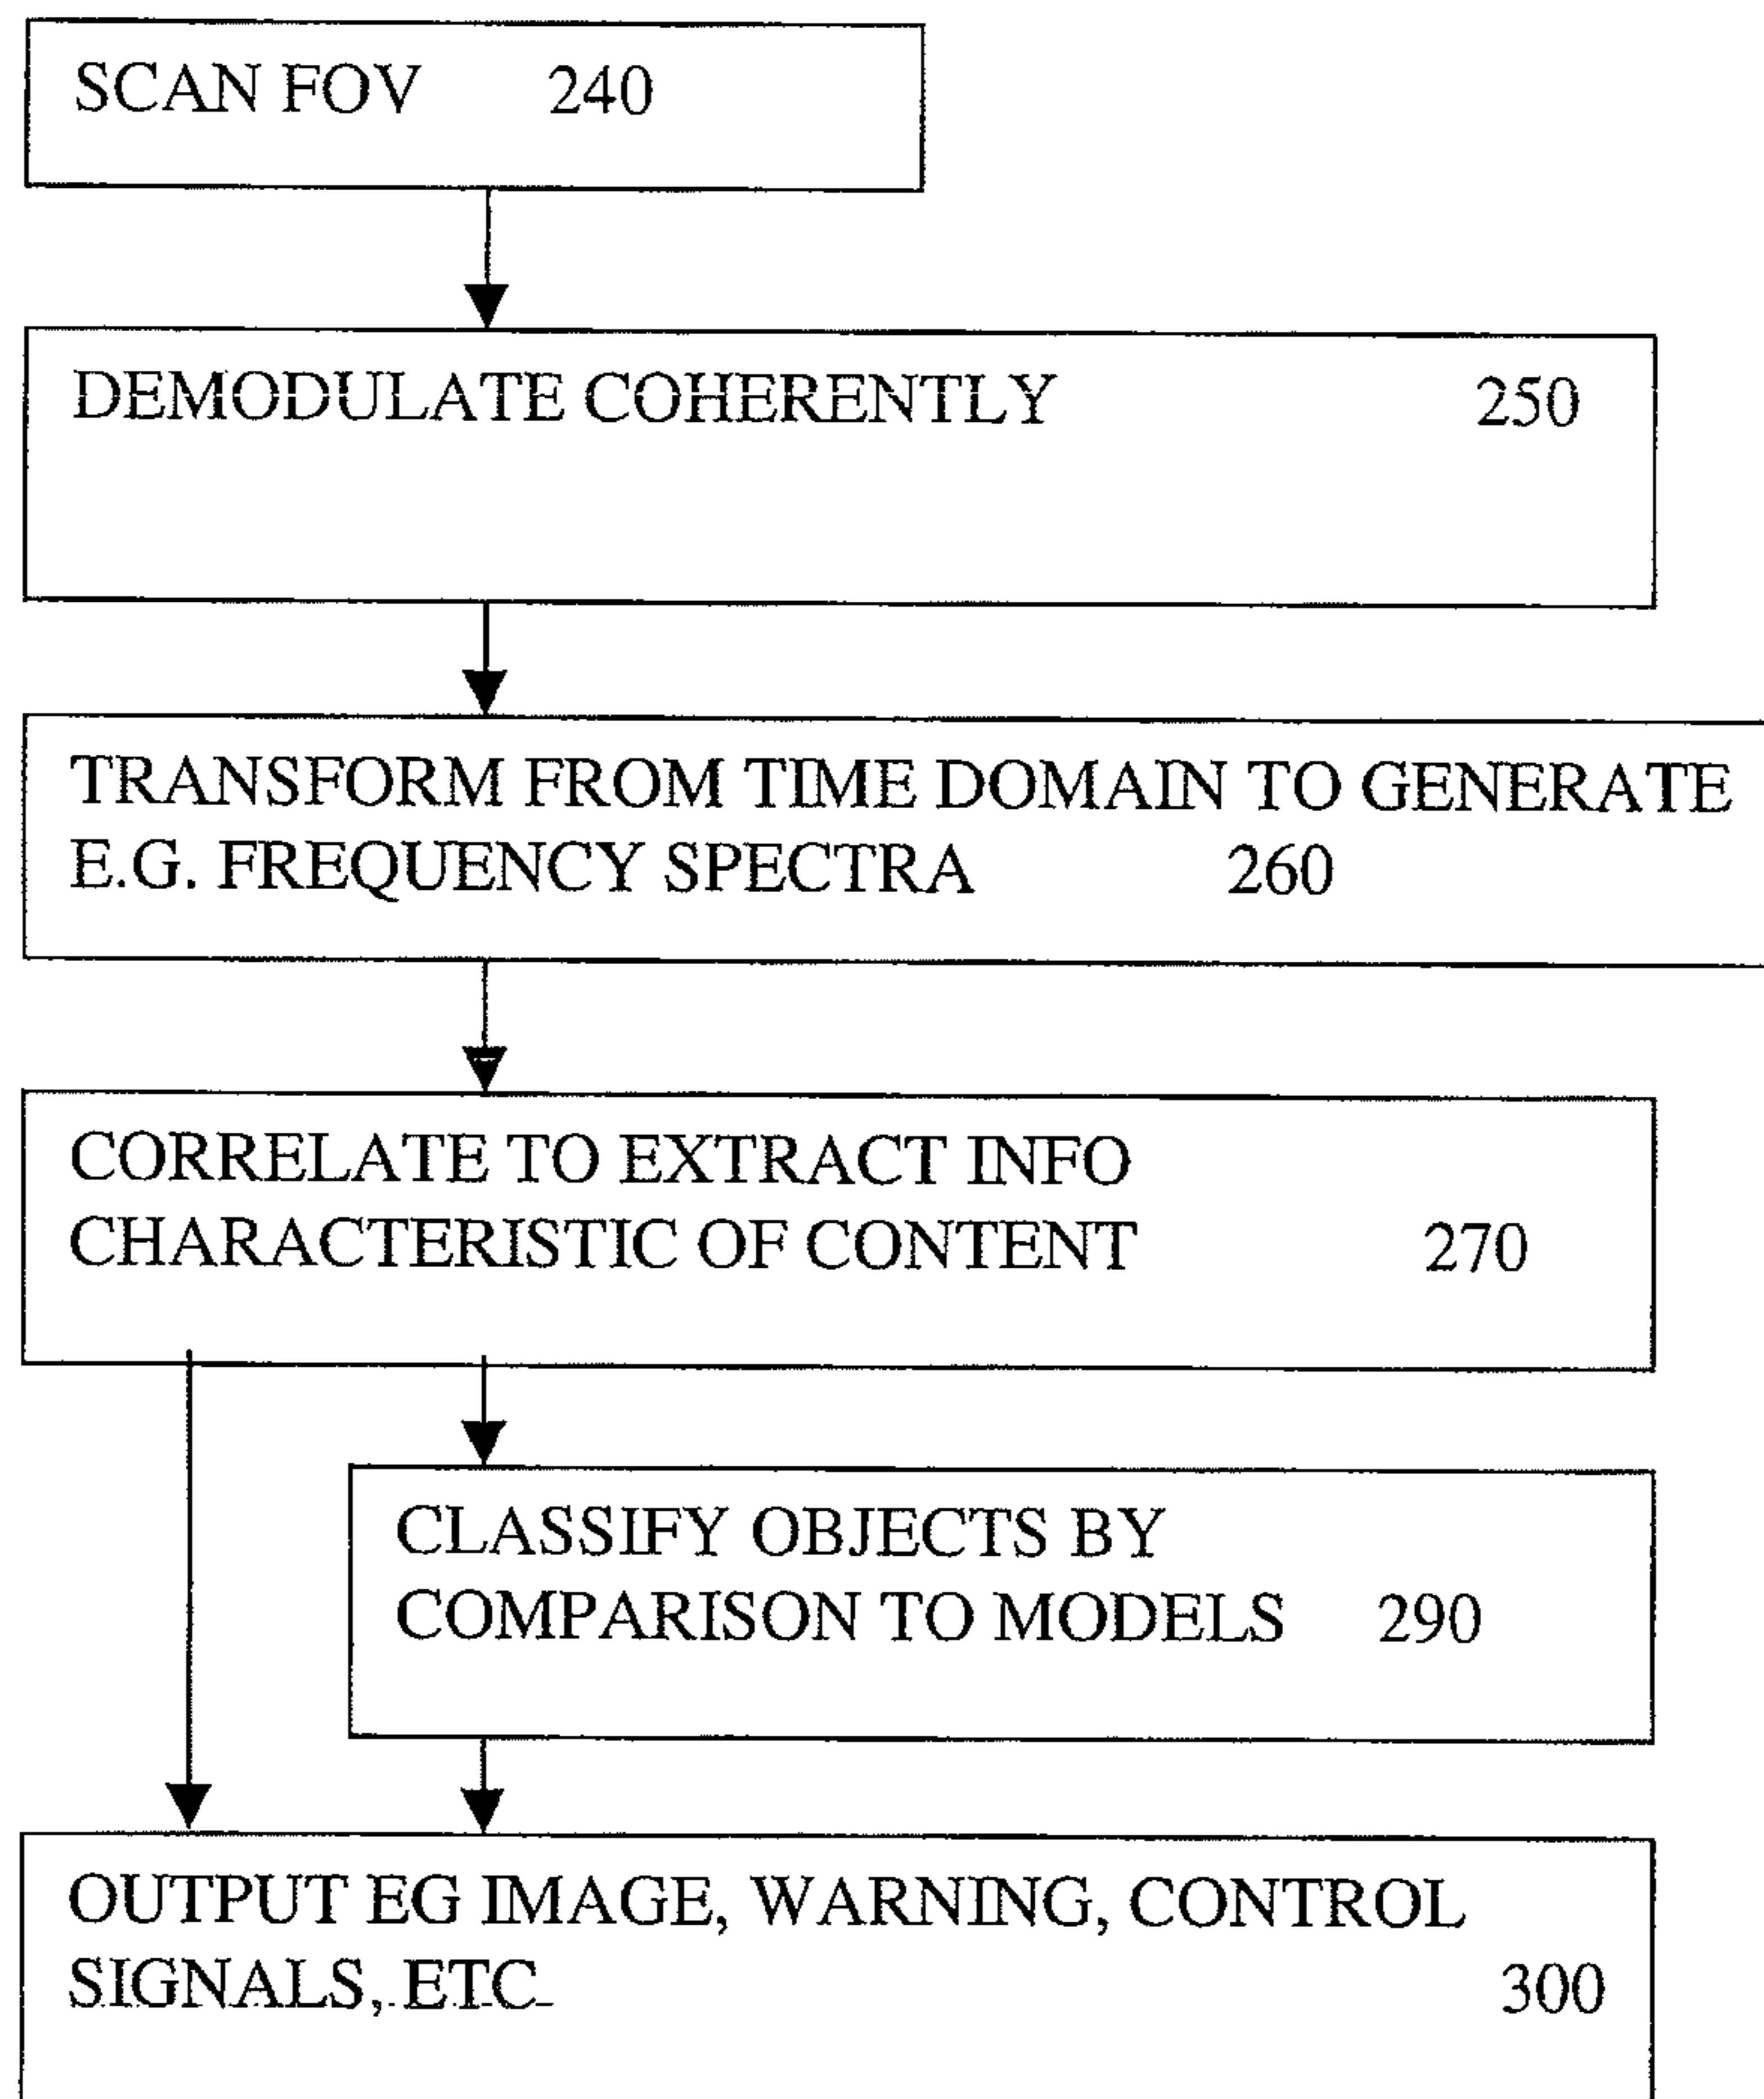 SCAN FOV 240
DEMODULATE COHERENTLY 250
TRANSFORM FROM TIME DOMAIN TO GENERATE
E.G. FREQUENCY SPECTRA 260
CORRELATE TO EXTRACT INFO
CHARACTERISTIC OF CONTENT 270
CLASSIFY OBJECTS BY
COMPARISON TO MODELS 290
OUTPUT EG IMAGE, WARNING, CONTROL
SIGNALS, ETC 300